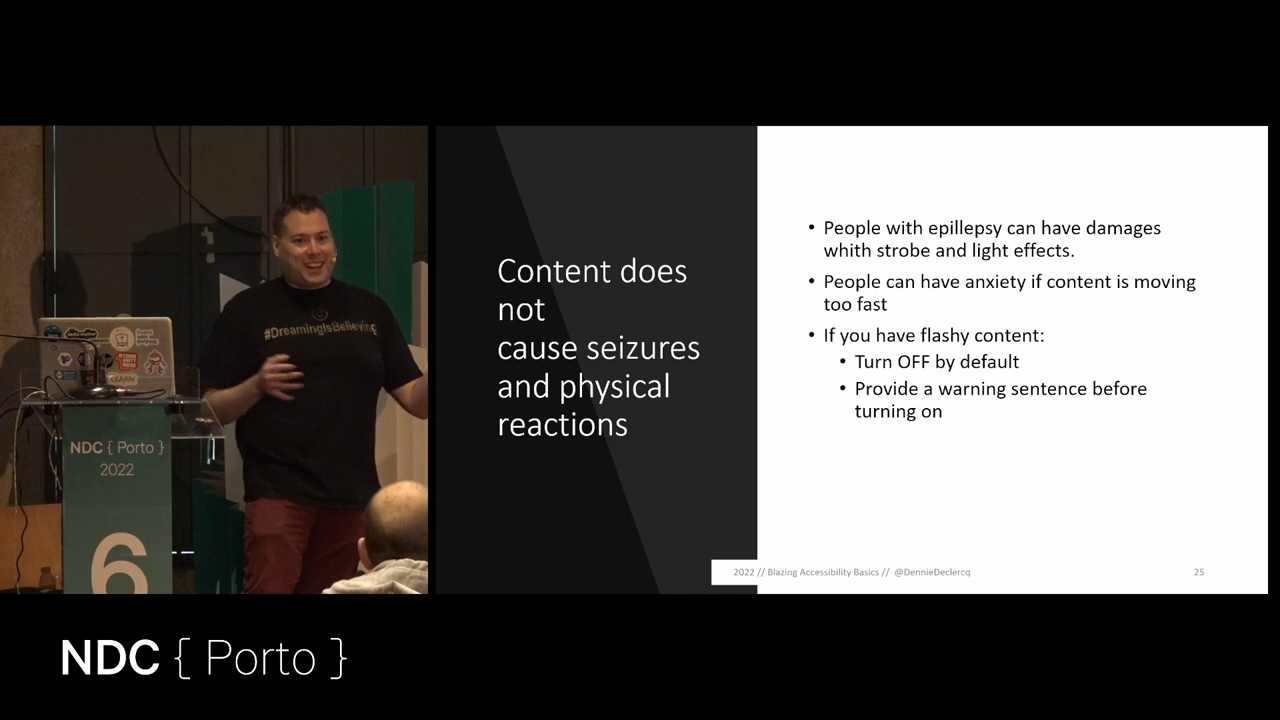 #DreamingIsBelieving
LEARN
NDC { Porto }
2022
6
Content does
not
cause seizures
and physical
reactions
• People with epillepsy can have damages
whith strobe and light effects.
• People can have anxiety if content is moving
too fast
• If you have flashy content:
• Turn OFF by default
• Provide a warning sentence before
turning on
2022 // Blazing Accessibility Basics // @DennieDeclercq
25
NDC { Porto }